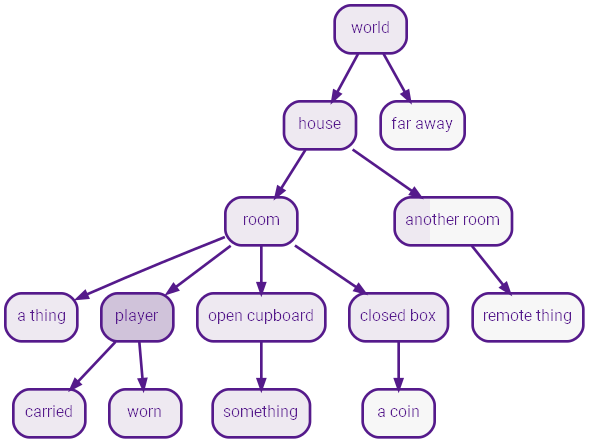 world
house
far away
room
another room
a thing
player
open cupboard
closed box
remote thing
carried
worn
something
a coin